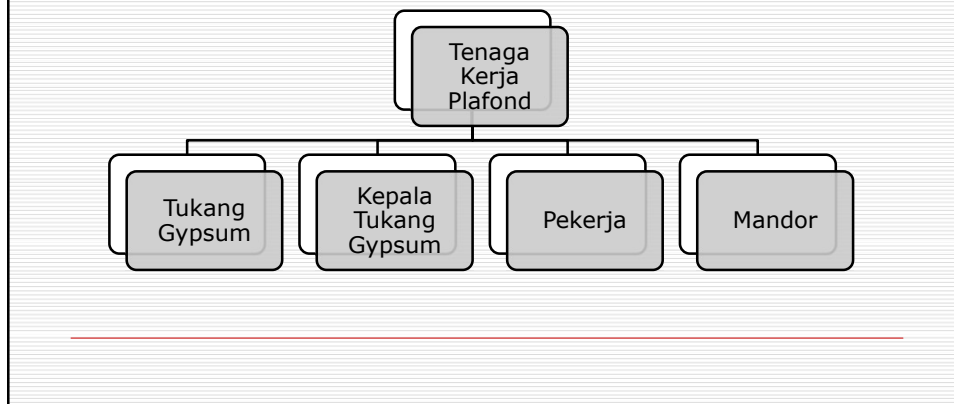 Tenaga
Kerja
Plafond
Tukang
Gypsum
Kepala
Tukang
Gypsum
Pekerja
Mandor